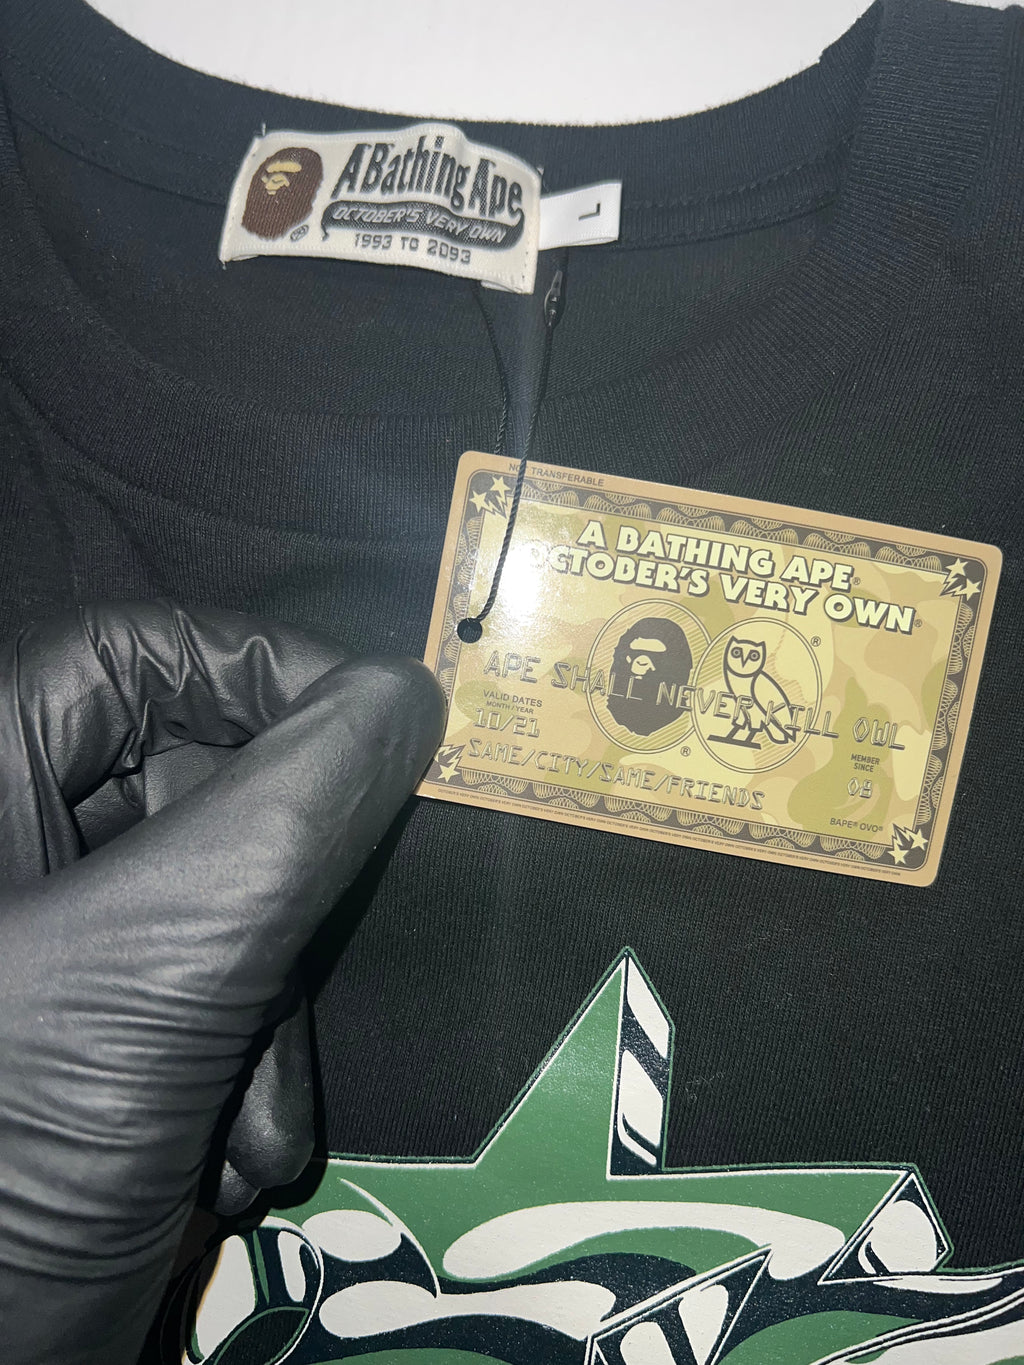 A Bathing Ape
OCTOBER'S VERY OWN
1993 TO 2093
L
NOT TRANSFERABLE
A BATHING APE®
OCTOBER'S VERY OWN®
APE SHALL NEVER KILL OWL
VALID DATES
MONTH / YEAR
10/21
MEMBER
SINCE
09
SAME/CITY/SAME/FRIENDS
BAPE® OVO®